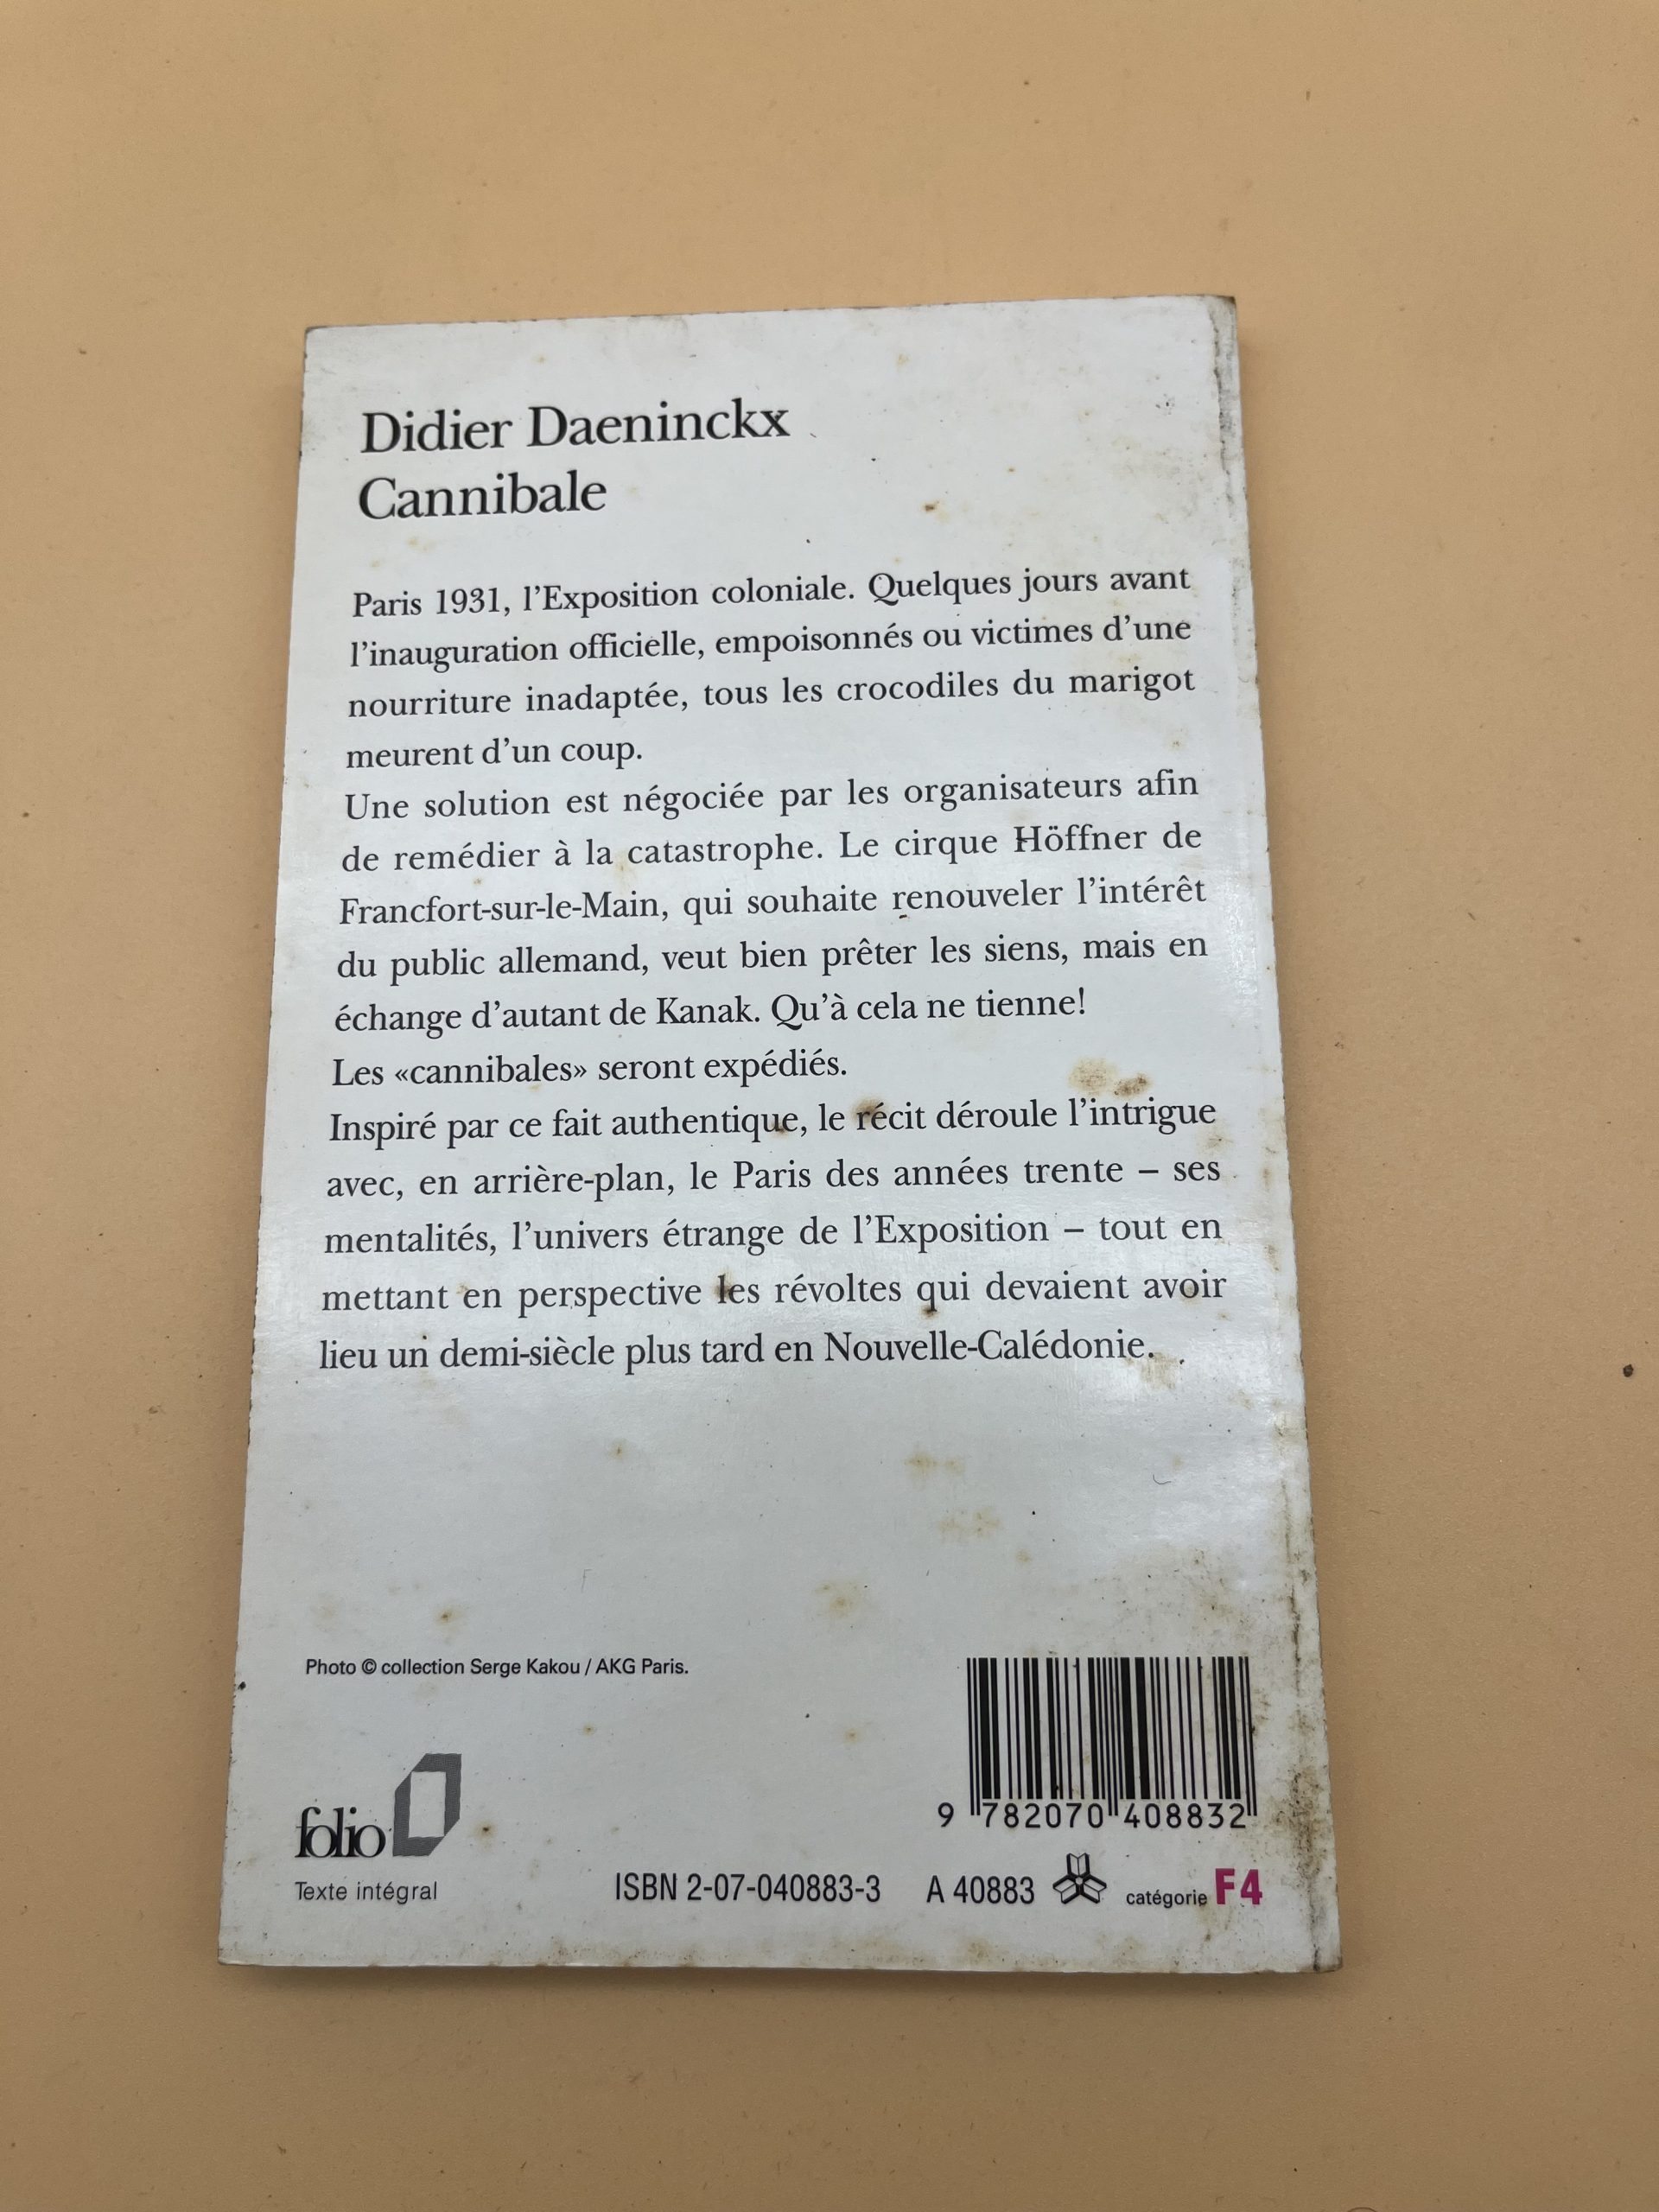 Didier Daeninckx
Cannibale
Paris 1931, l'Exposition coloniale. Quelques jours avant
l'inauguration officielle, empoisonnés ou victimes d'une
nourriture inadaptée, tous les crocodiles du marigot
meurent d'un coup.
Une solution est négociée par les organisateurs afin
de remédier à la catastrophe. Le cirque Höffner de
Francfort-sur-le-Main, qui souhaite renouveler l'intérêt
du public allemand, veut bien prêter les siens, mais en
échange d'autant de Kanak. Qu'à cela ne tienne!
Les «cannibales» seront expédiés.
Inspiré par ce fait authentique, le récit déroule l'intrigue
avec, en arrière-plan, le Paris des années trente – ses
mentalités, l'univers étrange de l'Exposition – tout en
mettant en perspective les révoltes qui devaient avoir
lieu un demi-siècle plus tard en Nouvelle-Calédonie.
Photo © collection Serge Kakou / AKG Paris.
9 782070 408832
folio
Texte intégral
ISBN 2-07-040883-3 A 40883 catégorie F4